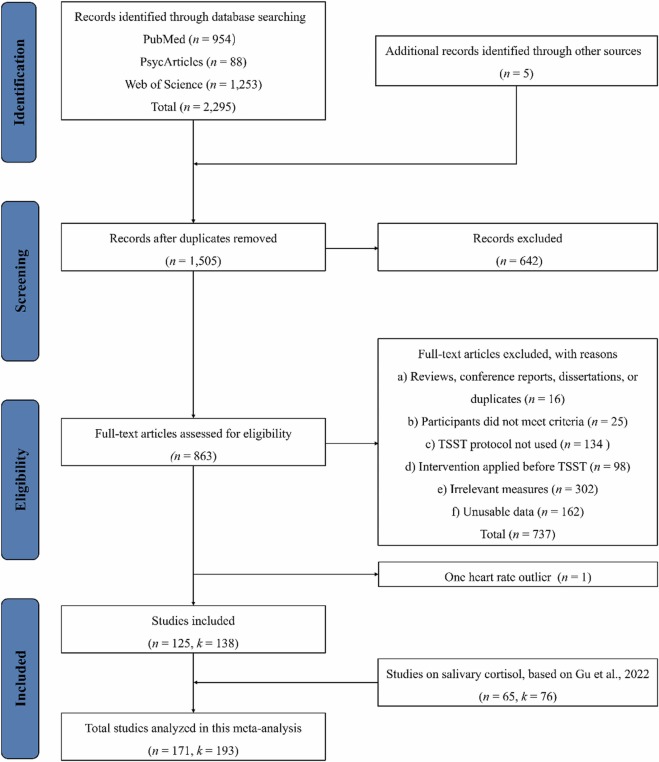 Identification
Records identified through database searching
PubMed (n = 954)
PsycArticles (n = 88)
Web of Science (n = 1,253)
Total (n = 2,295)
Additional records identified through other sources
(n = 5)
Screening
Records after duplicates removed
(n = 1,505)
Records excluded
(n = 642)
Eligibility
Full-text articles assessed for eligibility
(n = 863)
Full-text articles excluded, with reasons
a) Reviews, conference reports, dissertations, or
duplicates (n = 16)
b) Participants did not meet criteria (n = 25)
c) TSST protocol not used (n = 134 )
d) Intervention applied before TSST (n = 98)
e) Irrelevant measures (n = 302)
f) Unusable data (n = 162)
Total (n = 737)
One heart rate outlier (n = 1)
Included
Studies included
(n = 125, k = 138)
Studies on salivary cortisol, based on Gu et al., 2022
(n = 65, k = 76)
Total studies analyzed in this meta-analysis
(n = 171, k = 193)